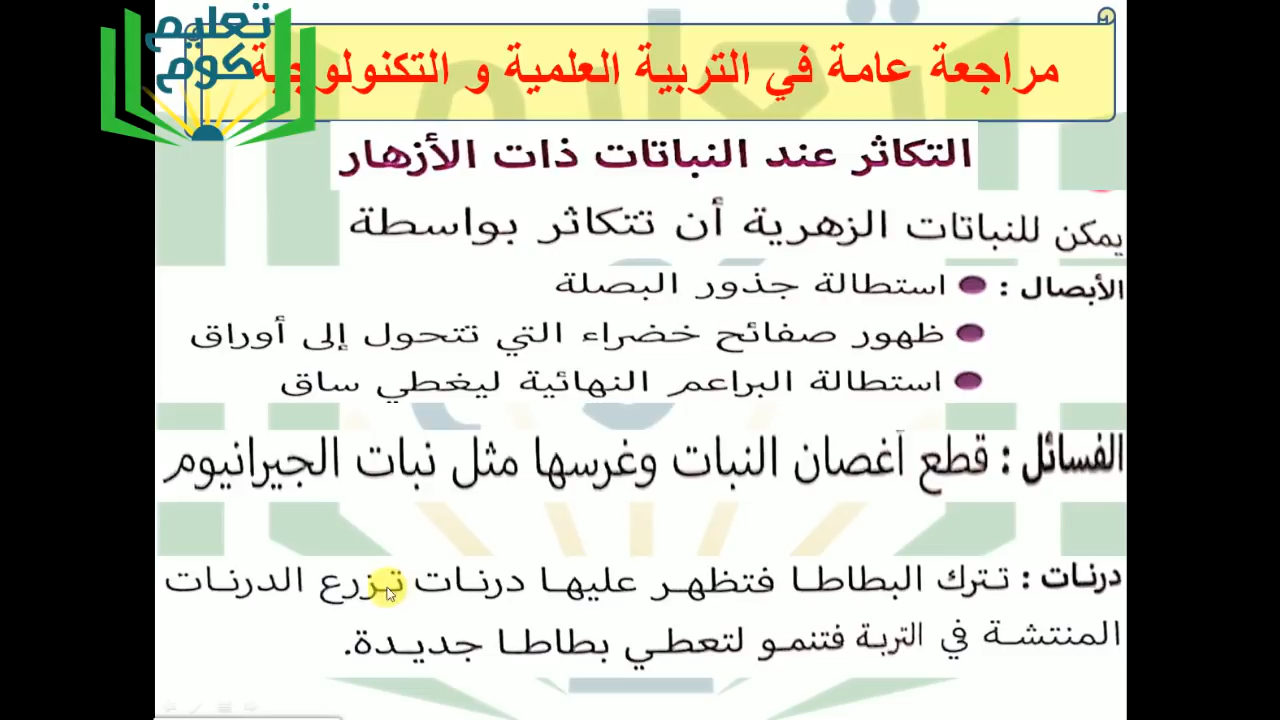 تعليم
كوم
مراجعة عامة في التربية العلمية و التكنولوجية
التكاثر عند النباتات ذات الأزهار
يمكن للنباتات الزهرية أن تتكاثر بواسطة
الأبصال : استطالة جذور البصلة
ظهور صفائح خضراء التي تتحول إلى أوراق
استطالة البراعم النهائية ليغطي ساق
الفسائل : قطع أغصان النبات وغرسها مثل نبات الجيرانيوم
درنات : تترك البطاطا فتظهر عليها درنات تزرع الدرنات
المنتشة في التربة فتنمو لتعطي بطاطا جديدة.